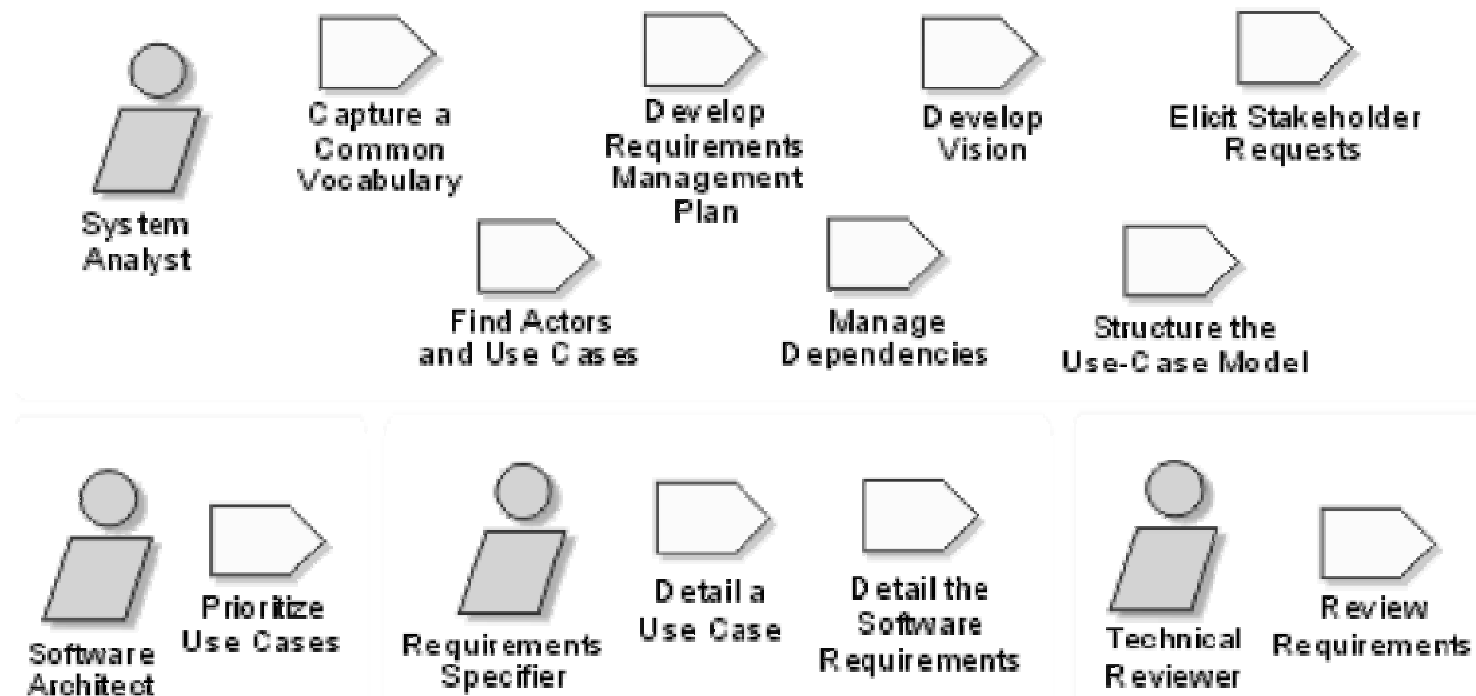 System
Analyst
Capture a
Common
Vocabulary
Develop
Requirements
Management
Plan
Develop
Vision
Elicit Stakeholder
Requests
Find Actors
and Use Cases
Manage
Dependencies
Structure the
Use-Case Model
Software
Architect
Prioritize
Use Cases
Requirements
Specifier
Detail a
Use Case
Detail the
Software
Requirements
Technical
Reviewer
Review
Requirements